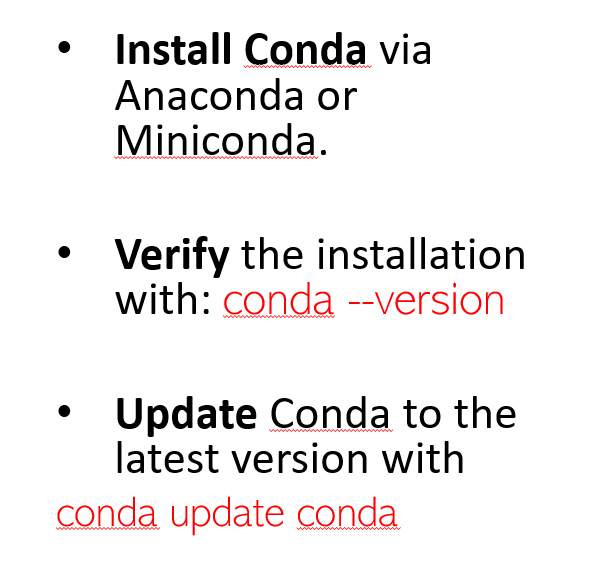 • Install Conda via
Anaconda or
Miniconda.
• Verify the installation
with: conda --version
• Update Conda to the
latest version with
conda update conda